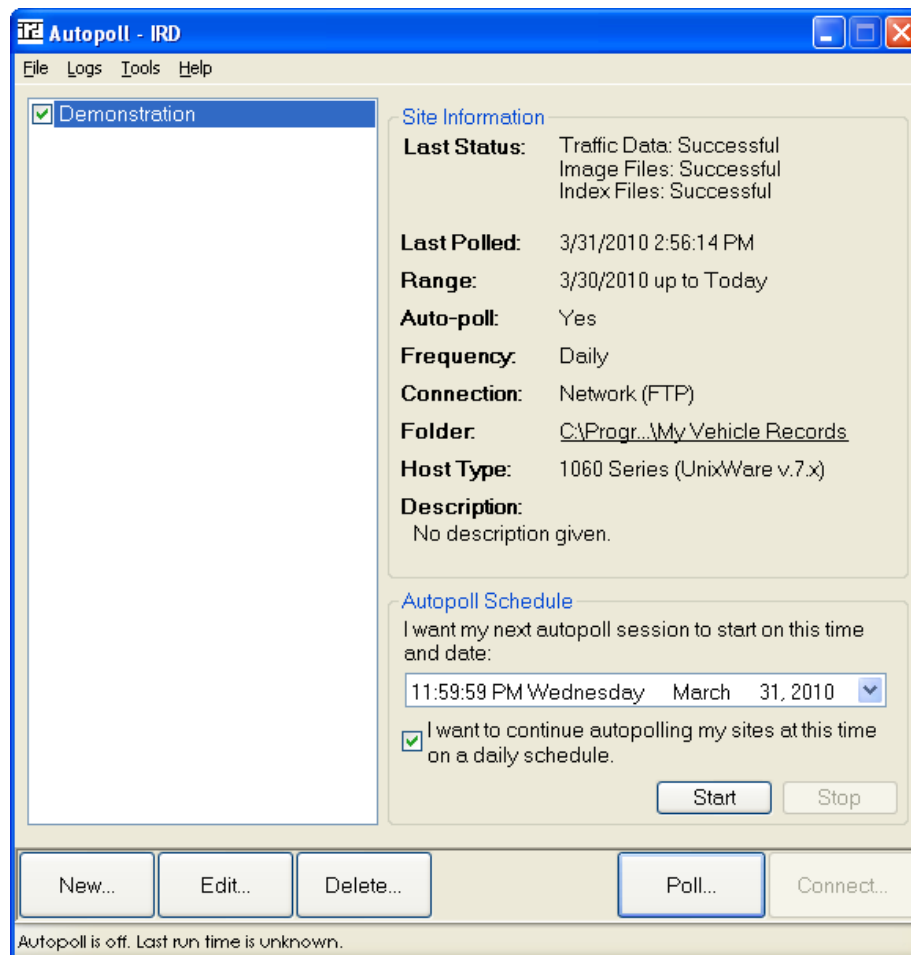 ird Autopoll - IRD
File Logs Tools Help
Demonstration
Site Information
Last Status: Traffic Data: Successful
Image Files: Successful
Index Files: Successful
Last Polled: 3/31/2010 2:56:14 PM
Range: 3/30/2010 up to Today
Auto-poll: Yes
Frequency: Daily
Connection: Network (FTP)
Folder: C:\Progr...\My Vehicle Records
Host Type: 1060 Series (UnixWare v.7.x)
Description:
No description given.
Autopoll Schedule
I want my next autopoll session to start on this time
and date:
11:59:59 PM Wednesday March 31, 2010
I want to continue autopolling my sites at this time
on a daily schedule.
Start Stop
New... Edit... Delete... Poll... Connect...
Autopoll is off. Last run time is unknown.